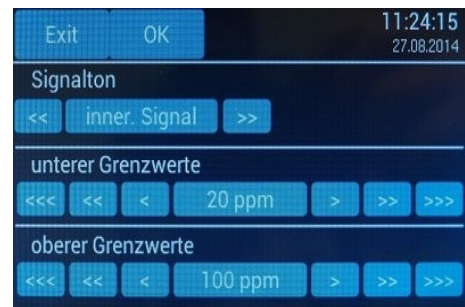 Exit OK 11:24:15
27.08.2014
Signalton
<< inner. Signal >>
unterer Grenzwerte
<<< << < 20 ppm > >> >>>
oberer Grenzwerte
<<< << < 100 ppm > >> >>>